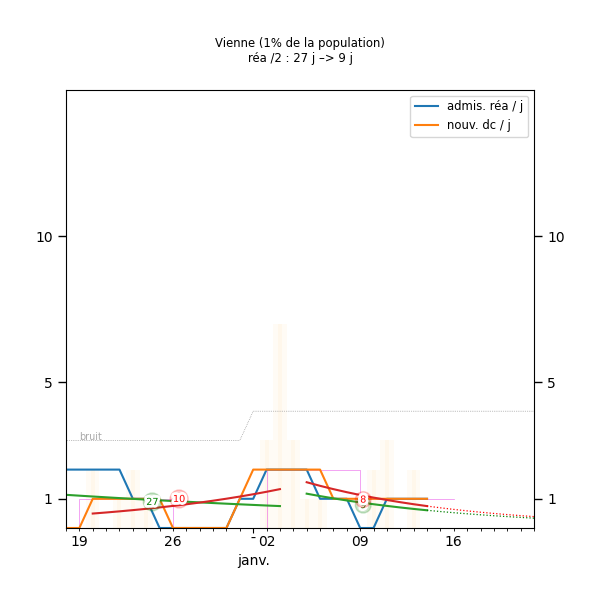 Vienne (1% de la population)
réa /2 : 27 j –> 9 j
admis. réa / j
nouv. dc / j
10
10
5
5
bruit
1
27
10
8
1
19
26
02
09
16
janv.